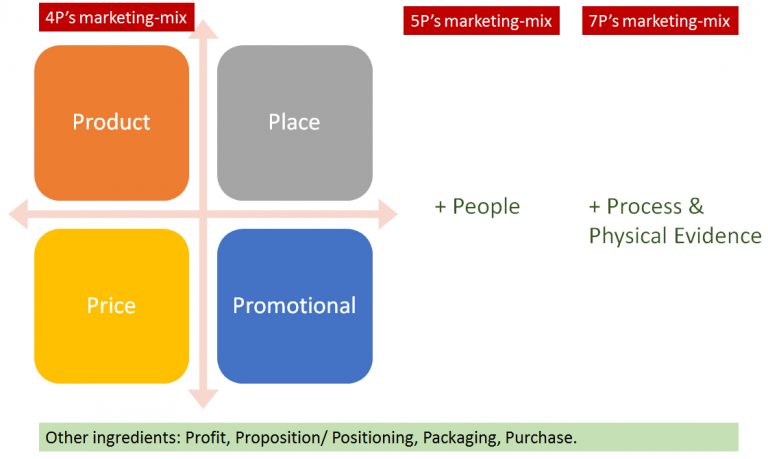 4P's marketing-mix
5P's marketing-mix
7P's marketing-mix
Product
Place
+ People
+ Process &
Physical Evidence
Price
Promotional
Other ingredients: Profit, Proposition/ Positioning, Packaging, Purchase.